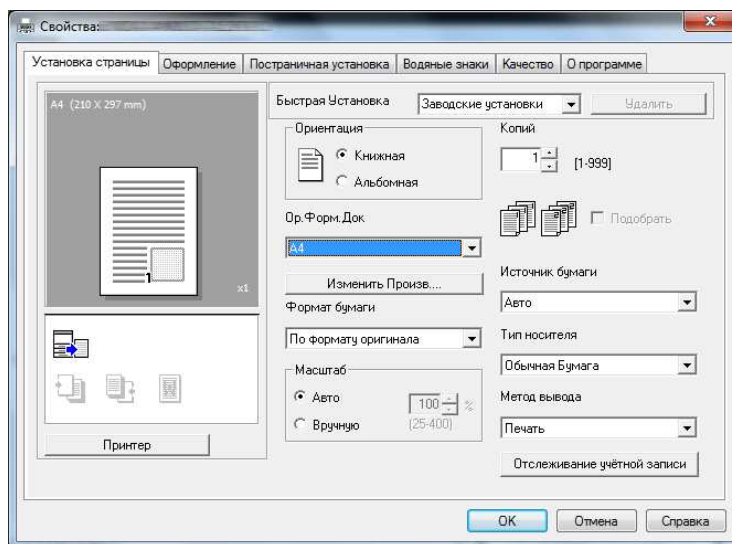 Свойства:
Установка страницы Оформление Постраничная установка Водяные знаки Качество О программе
A4 (210 X 297 mm)
x1
1
Принтер
Быстрая Установка Заводские установки Удалить
Ориентация
Книжная
Альбомная
Ор.Форм.Док
A4
Изменить Произв....
Формат бумаги
По формату оригинала
Масштаб
Авто
Вручную
100 %
(25-400)
Копий
1 [1-999]
Подобрать
Источник бумаги
Авто
Тип носителя
Обычная Бумага
Метод вывода
Печать
Отслеживание учётной записи
OK Отмена Справка